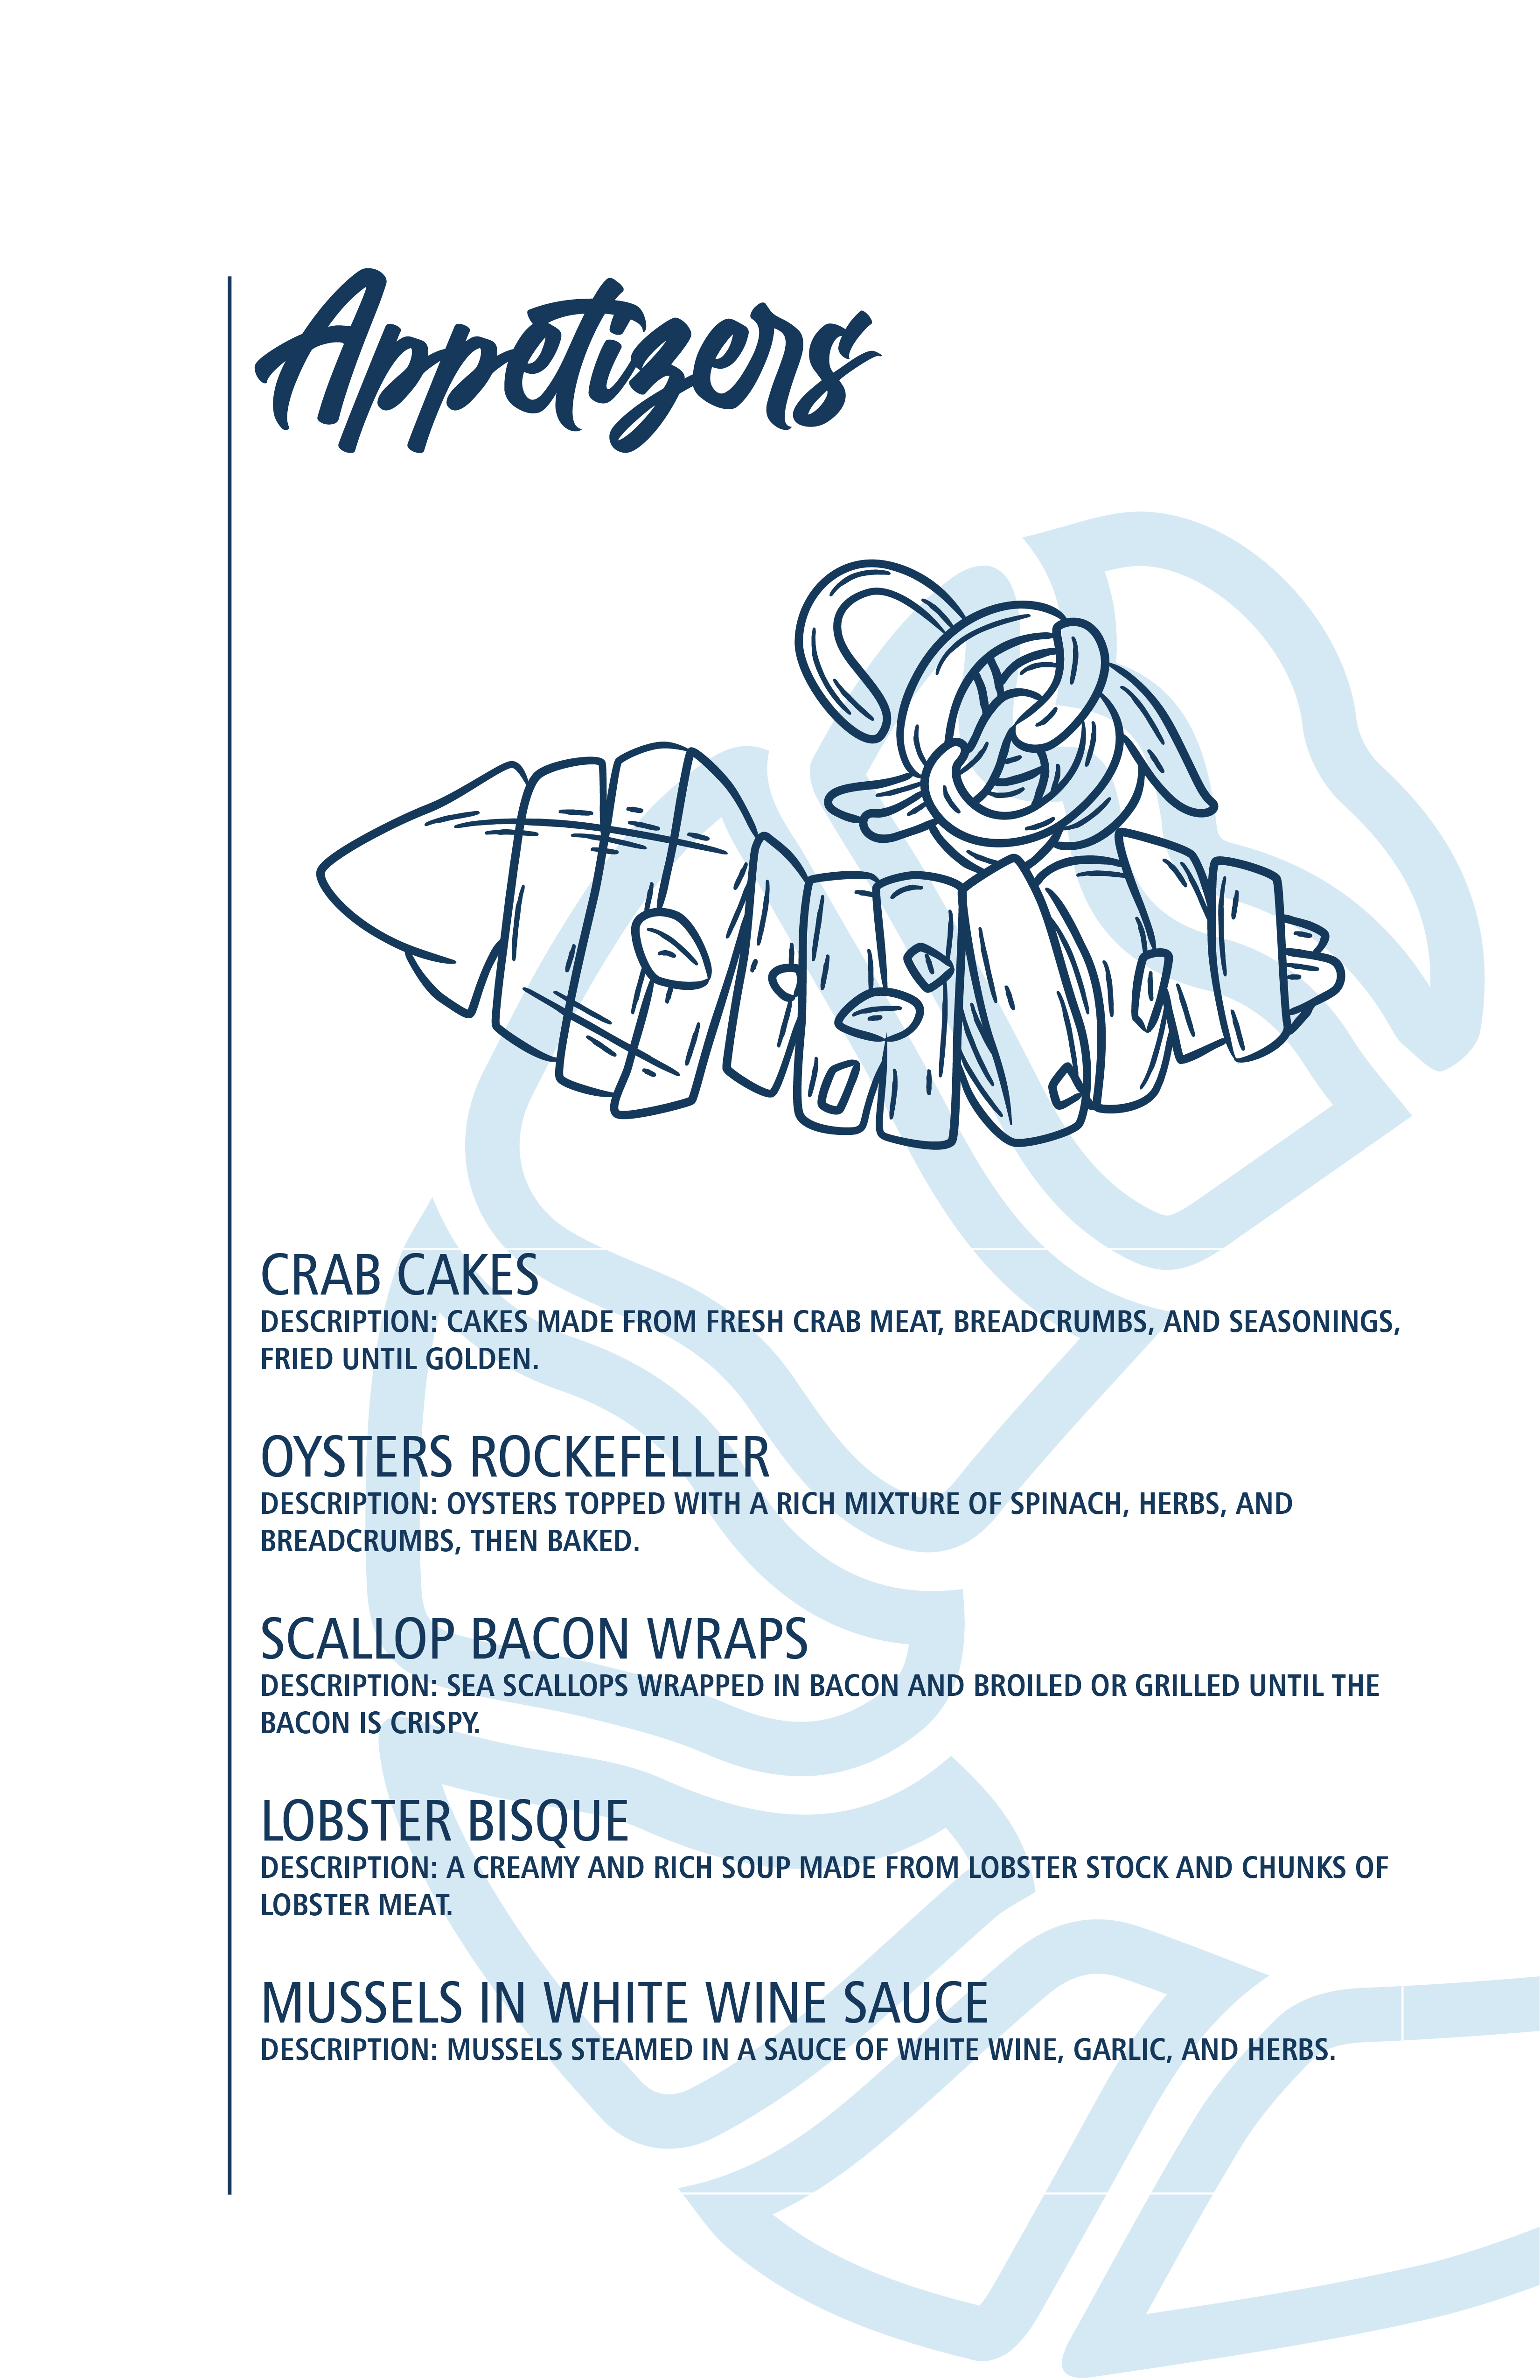 Appetizers
CRAB CAKES
DESCRIPTION: CAKES MADE FROM FRESH CRAB MEAT, BREADCRUMBS, AND SEASONINGS,
FRIED UNTIL GOLDEN.
OYSTERS ROCKEFELLER
DESCRIPTION: OYSTERS TOPPED WITH A RICH MIXTURE OF SPINACH, HERBS, AND
BREADCRUMBS, THEN BAKED.
SCALLOP BACON WRAPS
DESCRIPTION: SEA SCALLOPS WRAPPED IN BACON AND BROILED OR GRILLED UNTIL THE
BACON IS CRISPY.
LOBSTER BISQUE
DESCRIPTION: A CREAMY AND RICH SOUP MADE FROM LOBSTER STOCK AND CHUNKS OF
LOBSTER MEAT.
MUSSELS IN WHITE WINE SAUCE
DESCRIPTION: MUSSELS STEAMED IN A SAUCE OF WHITE WINE, GARLIC, AND HERBS.